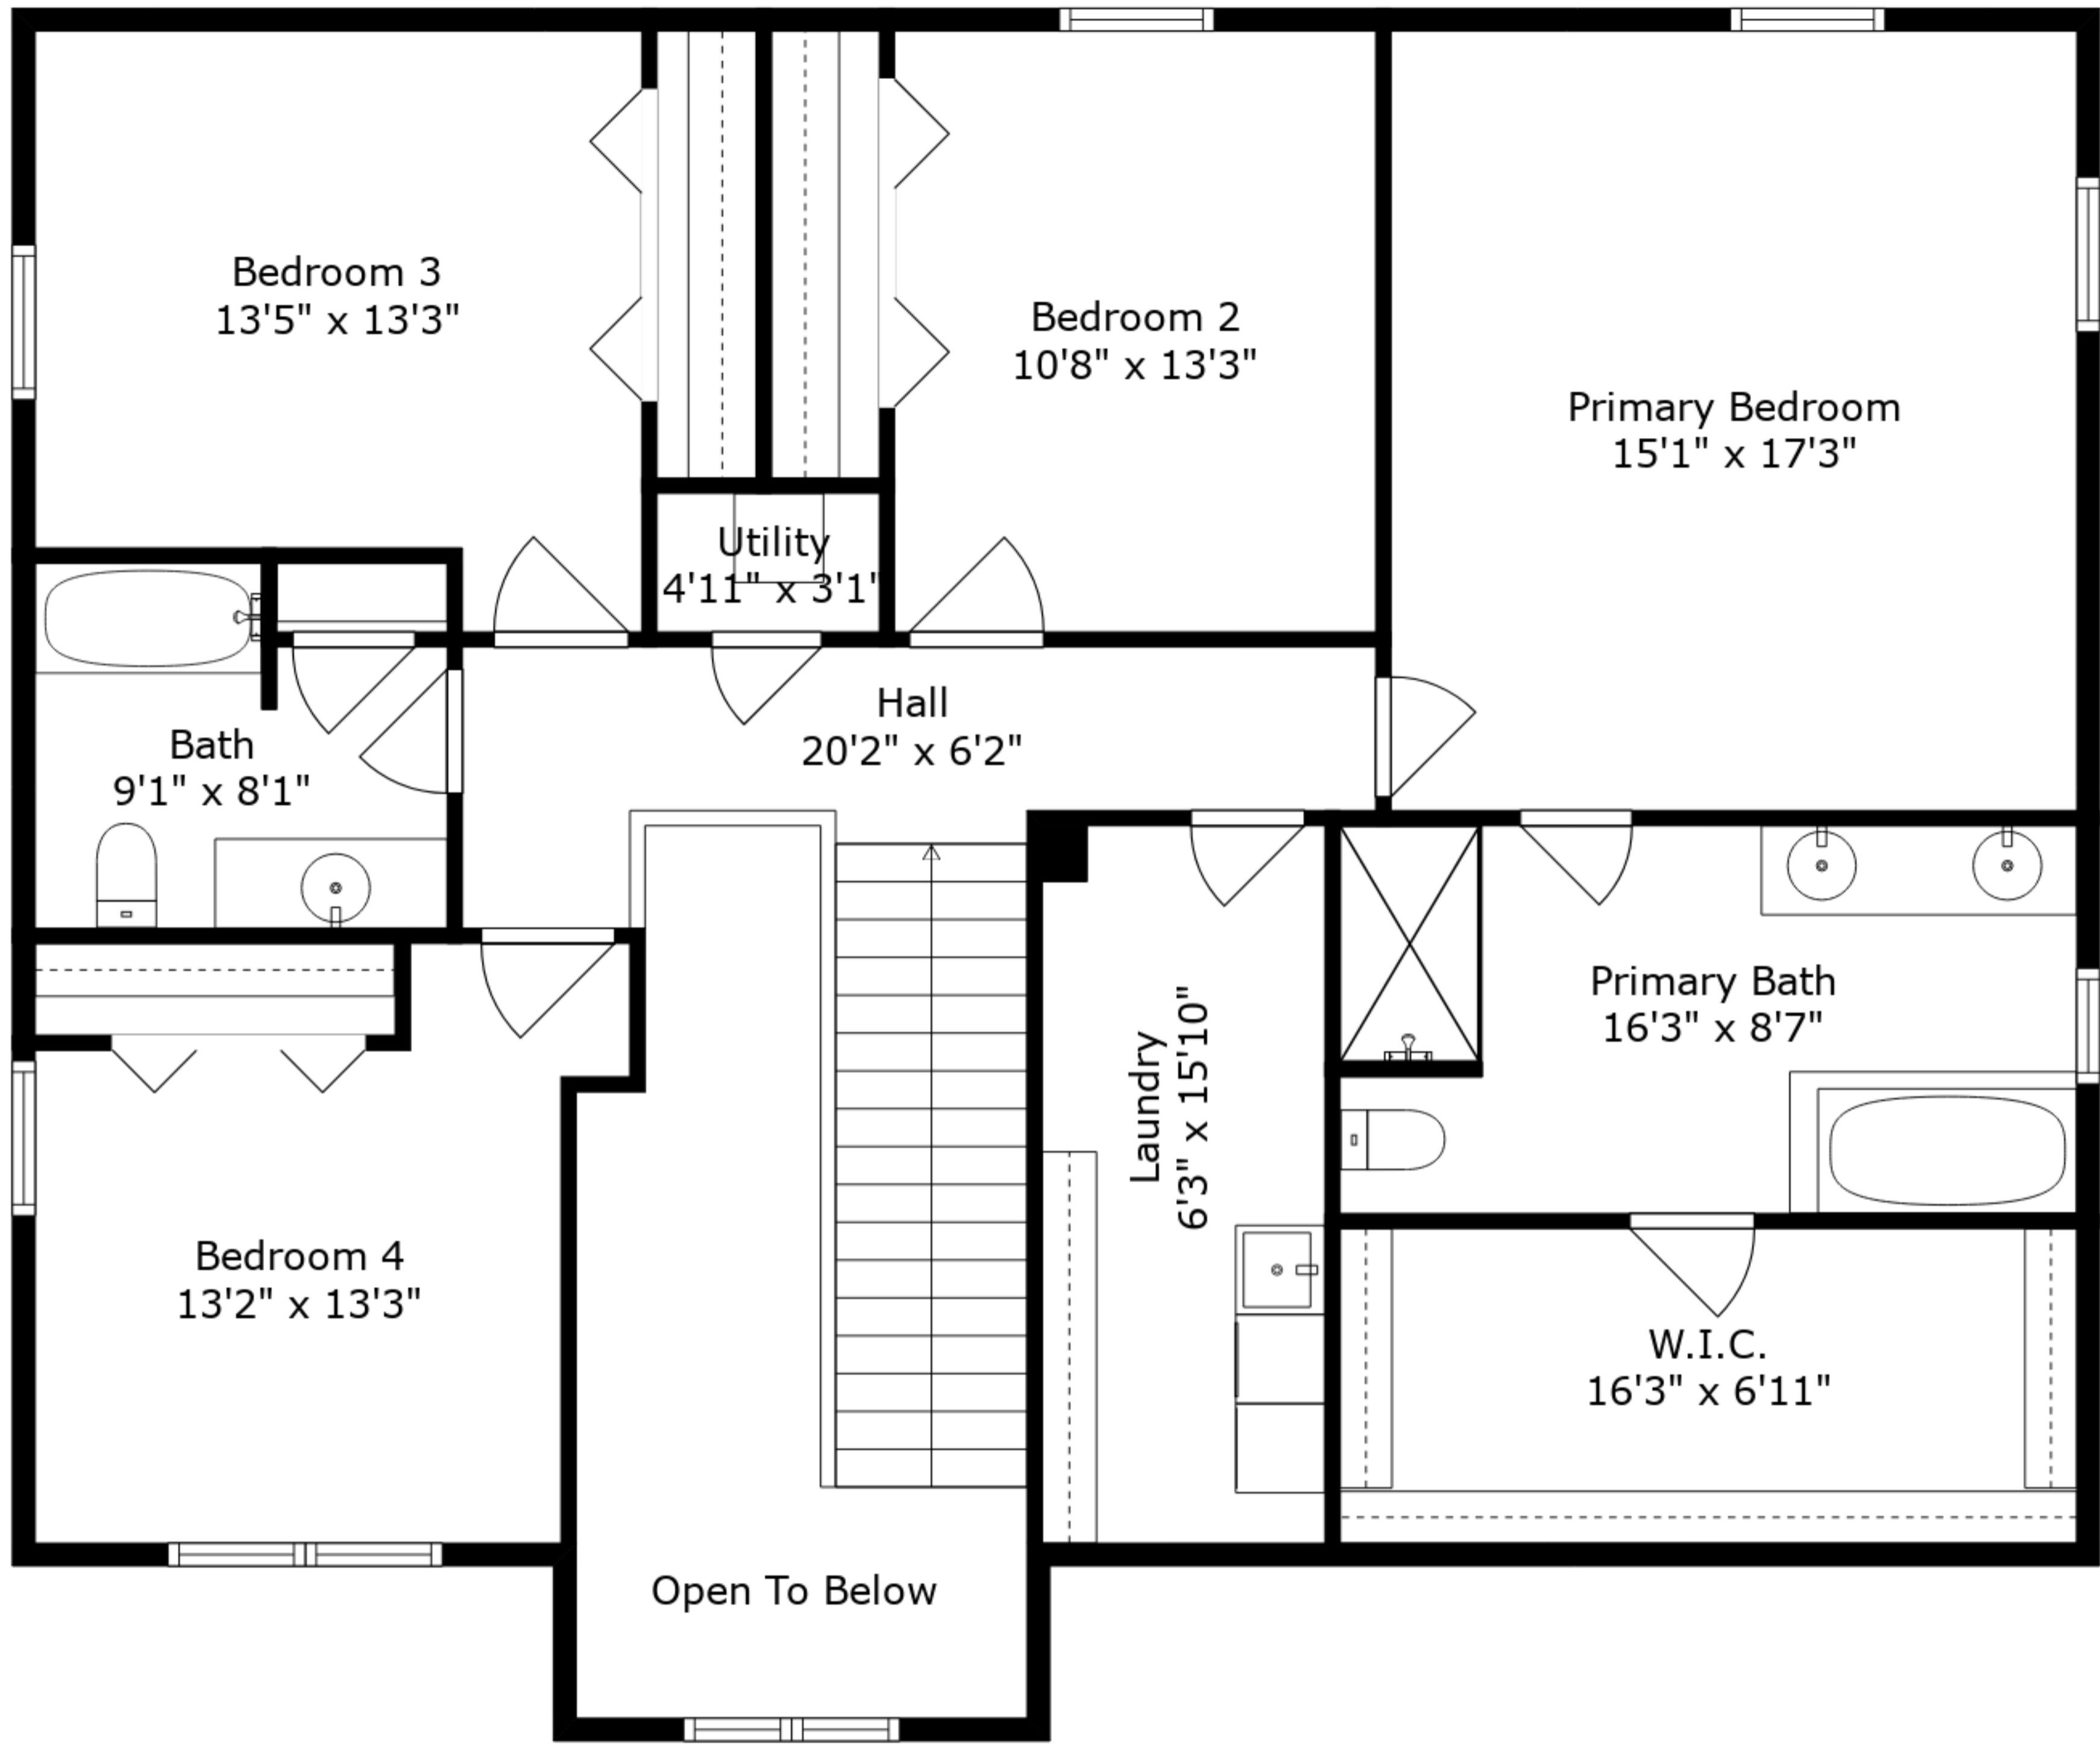 Bedroom 3
13'5" x 13'3"
Bedroom 2
10'8" x 13'3"
Primary Bedroom
15'1" x 17'3"
Utility
4'11" x 3'1"
Hall
20'2" x 6'2"
Bath
9'1" x 8'1"
Primary Bath
16'3" x 8'7"
Laundry
6'3" x 15'10"
Bedroom 4
13'2" x 13'3"
W.I.C.
16'3" x 6'11"
Open To Below